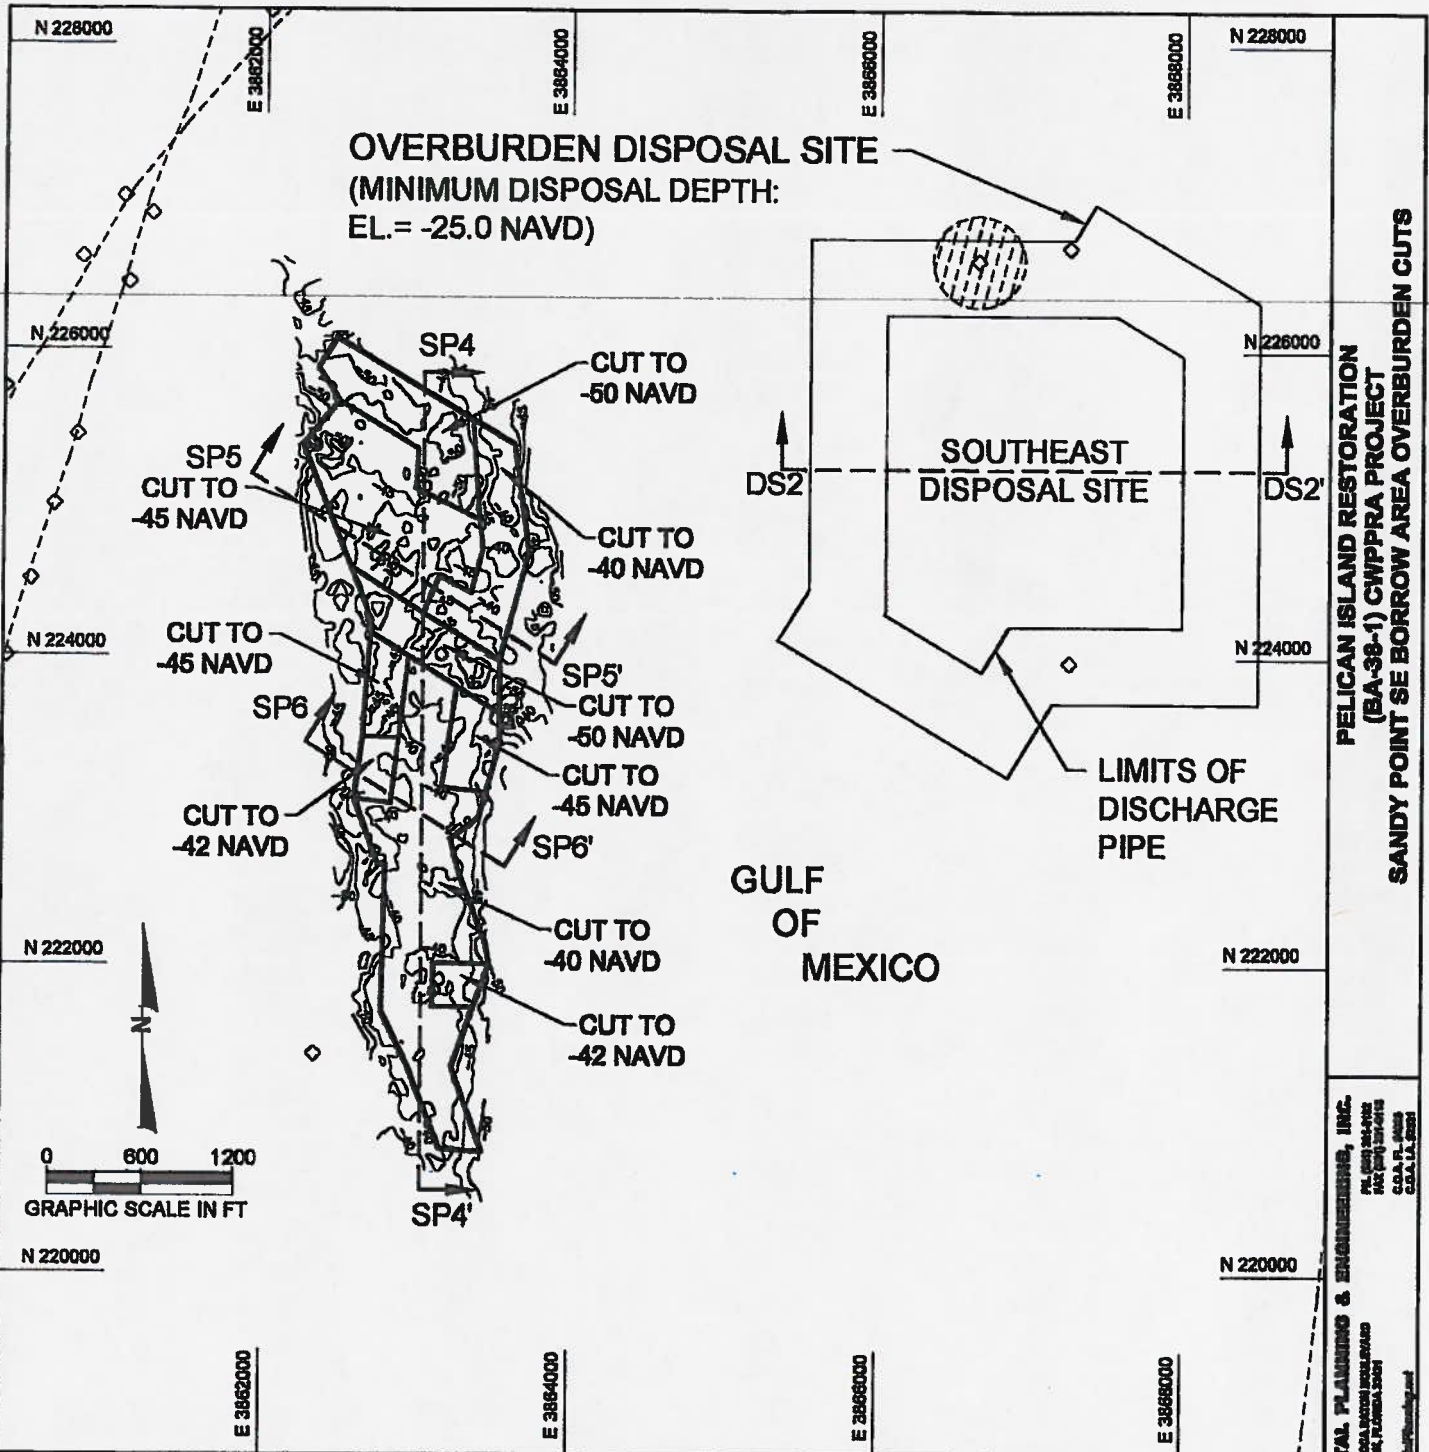 N 228000
E 3862000
E 3864000
E 3866000
E 3868000
N 228000
OVERBURDEN DISPOSAL SITE
(MINIMUM DISPOSAL DEPTH:
EL.= -25.0 NAVD)
N 226000
SP4
CUT TO
-50 NAVD
N 226000
SP5
CUT TO
-45 NAVD
SOUTHEAST
DISPOSAL SITE
DS2
DS2'
CUT TO
-40 NAVD
N 224000
CUT TO
-45 NAVD
N 224000
SP5'
SP6
CUT TO
-50 NAVD
CUT TO
-45 NAVD
LIMITS OF
DISCHARGE
PIPE
CUT TO
-42 NAVD
SP6'
GULF
OF
MEXICO
CUT TO
-40 NAVD
N 222000
N 222000
N
CUT TO
-42 NAVD
0 600 1200
GRAPHIC SCALE IN FT
SP4'
N 220000
N 220000
E 3862000
E 3864000
E 3866000
E 3868000
PELICAN ISLAND RESTORATION
(BA-38-1) CWPPRA PROJECT
SANDY POINT SE BORROW AREA OVERBURDEN CUTS
PLANNING & ENGINEERING, INC.